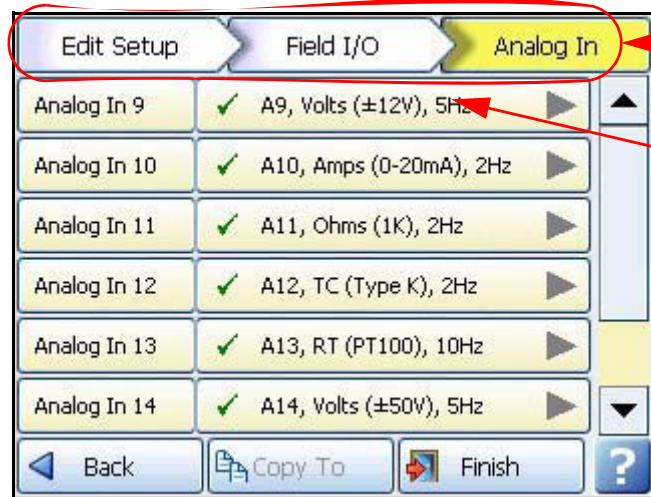 Edit Setup Field I/O Analog In
Analog In 9 A9, Volts (±12V), 5Hz
Analog In 10 A10, Amps (0-20mA), 2Hz
Analog In 11 A11, Ohms (1K), 2Hz
Analog In 12 A12, TC (Type K), 2Hz
Analog In 13 A13, RT (PT100), 10Hz
Analog In 14 A14, Volts (±50V), 5Hz
Back Copy To Finish ?